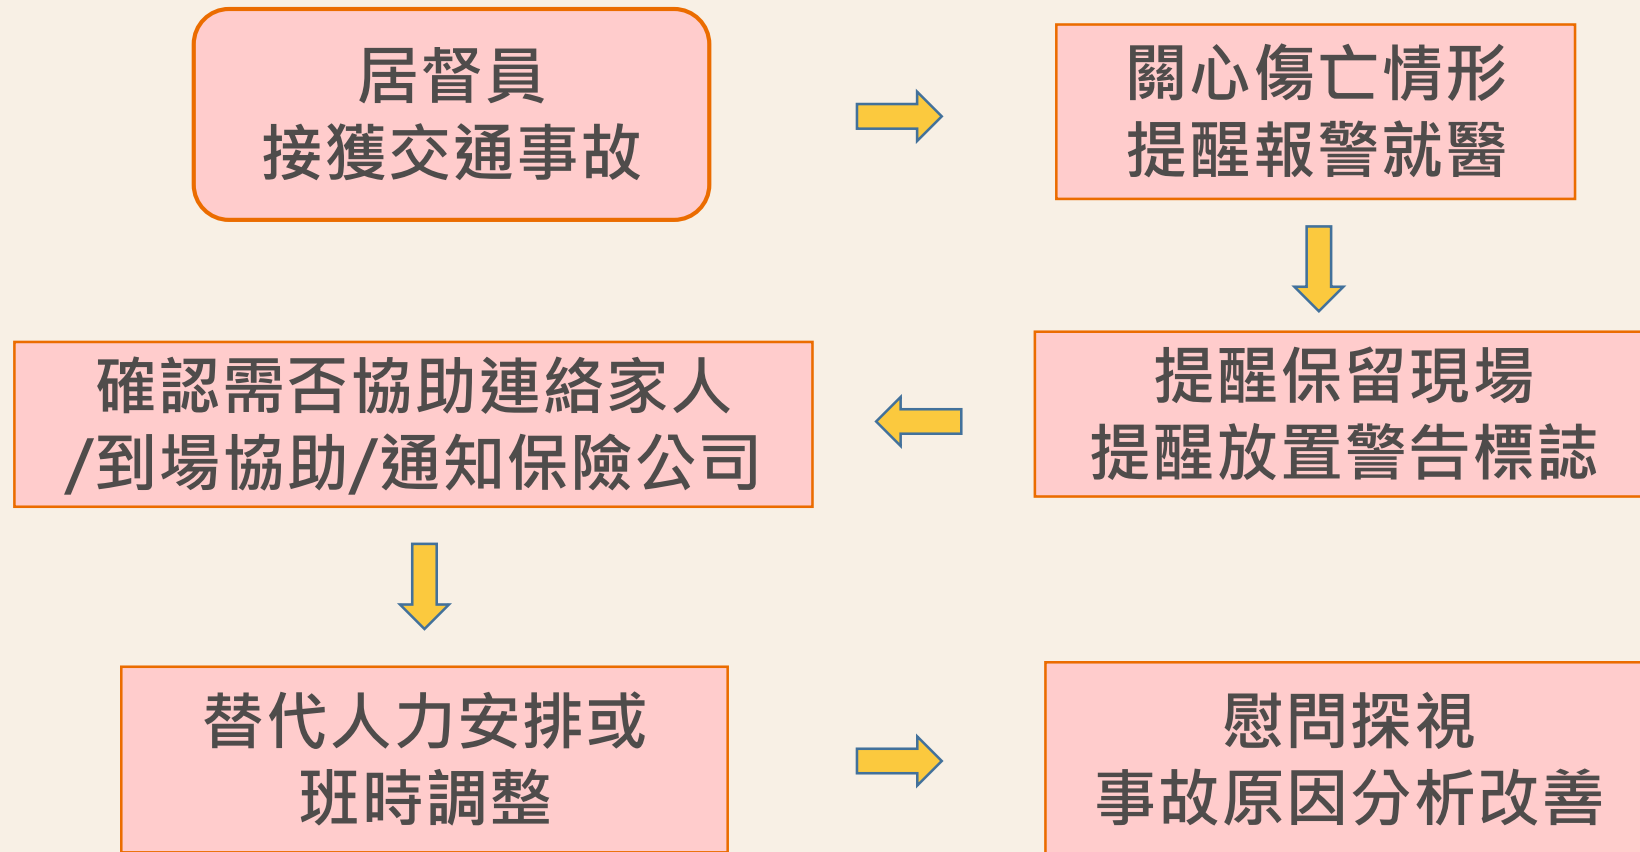 居督員
接獲交通事故
關心傷亡情形
提醒報警就醫
提醒保留現場
提醒放置警告標誌
確認需否協助連絡家人
/到場協助/通知保險公司
替代人力安排或
班時調整
慰問探視
事故原因分析改善